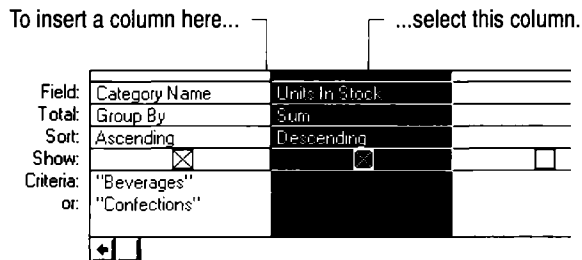 To insert a column here... ...select this column.
Field: Category Name Units In Stock
Total: Group By Sum
Sort: Ascending Descending
Show:
Criteria: "Beverages"
or: "Confections"